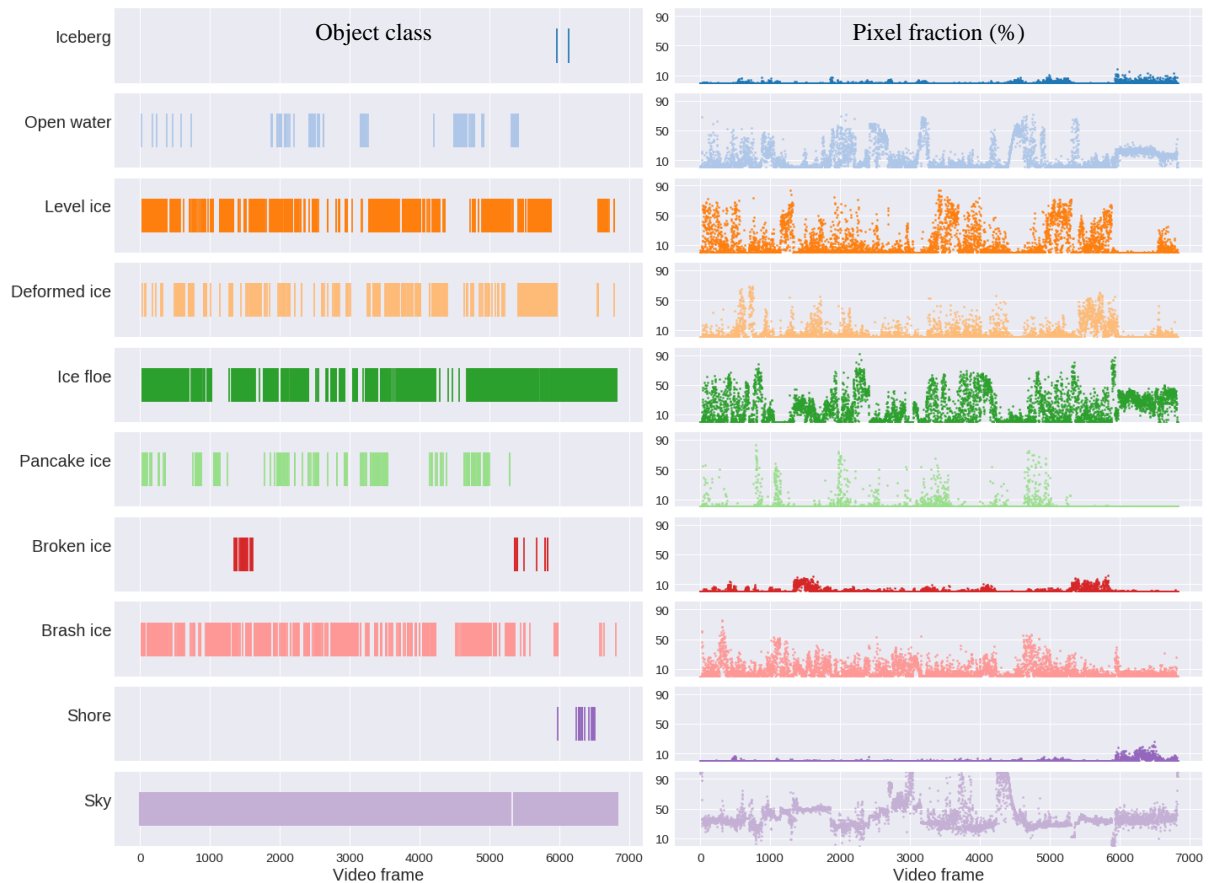 Object class
Pixel fraction (%)
Iceberg
90
50
10
Open water
90
50
10
Level ice
90
50
10
Deformed ice
90
50
10
Ice floe
90
50
10
Pancake ice
90
50
10
Broken ice
90
50
10
Brash ice
90
50
10
Shore
90
50
10
Sky
90
50
10
0 1000 2000 3000 4000 5000 6000 7000
0 1000 2000 3000 4000 5000 6000 7000
Video frame
Video frame